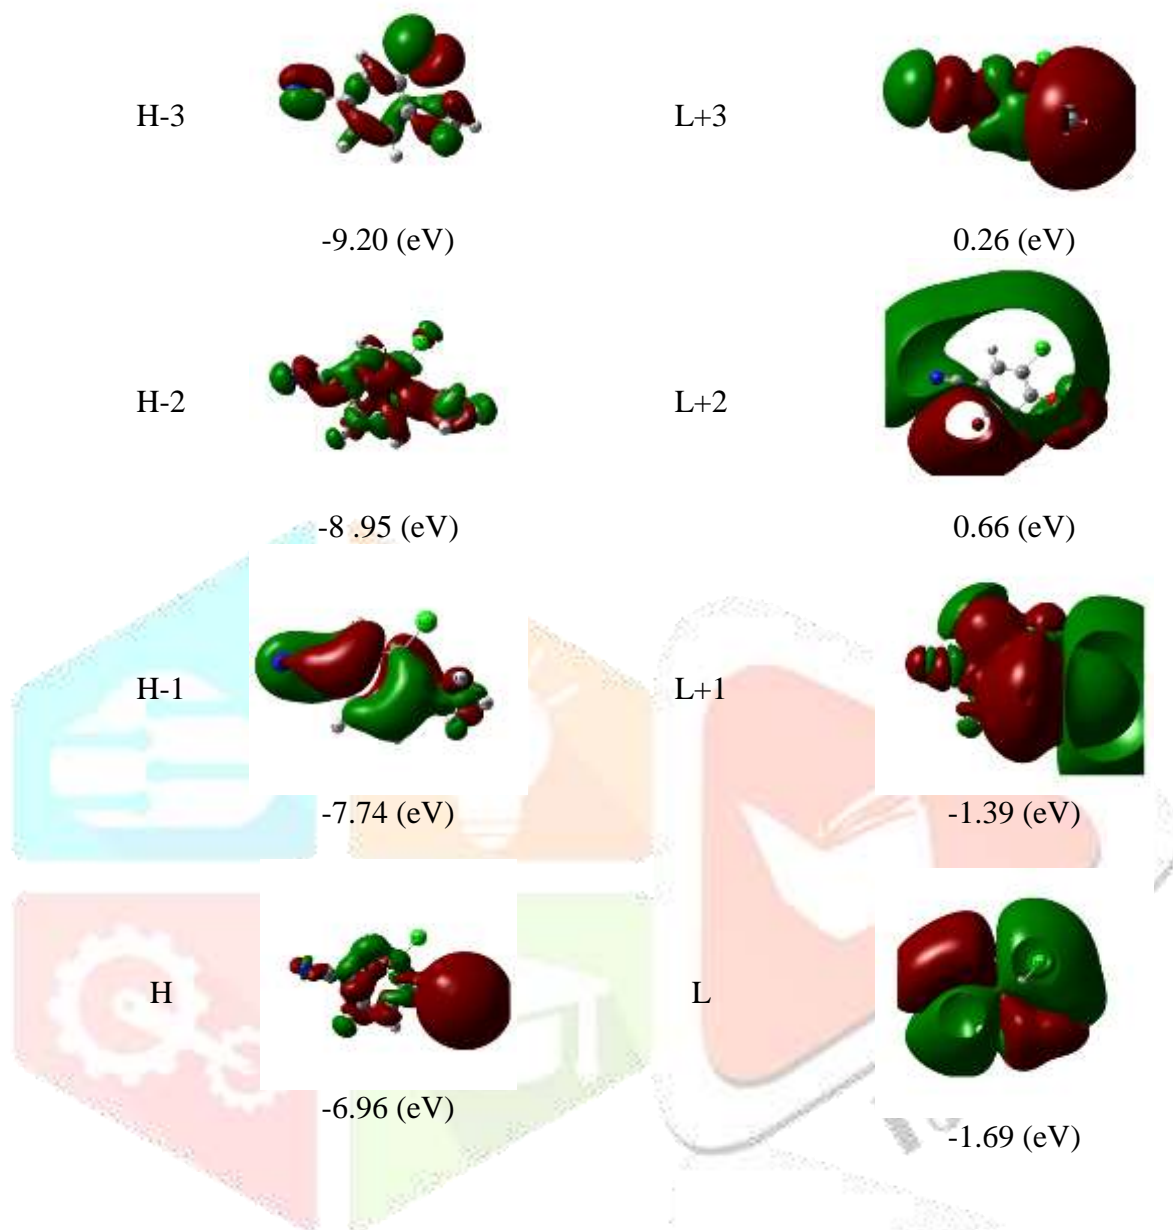 H-3
L+3
-9.20 (eV)
0.26 (eV)
H-2
L+2
-8 .95 (eV)
0.66 (eV)
H-1
L+1
-7.74 (eV)
-1.39 (eV)
H
L
-6.96 (eV)
-1.69 (eV)